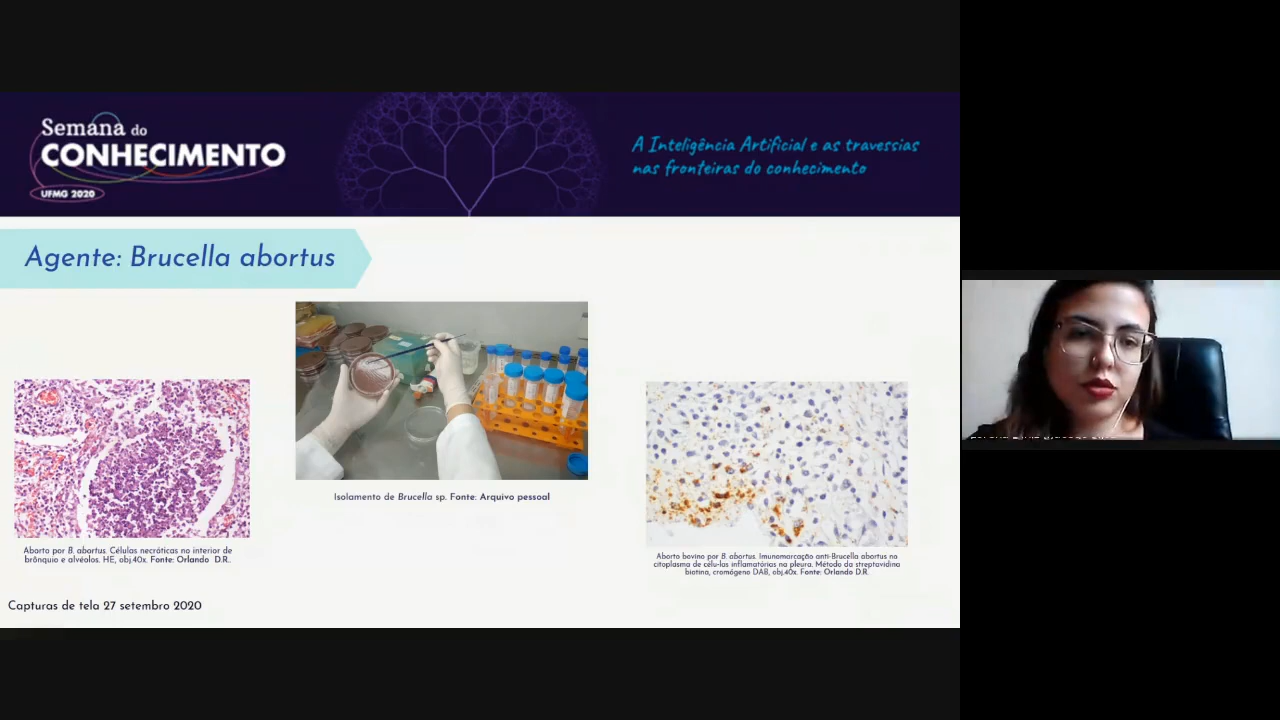 Semana do
CONHECIMENTO
UFMG 2020
A Inteligência Artificial e as travessias
nas fronteiras do conhecimento
Agente: Brucella abortus
Isolamento de Brucella sp. Fonte: Arquivo pessoal
Aborto por B. abortus. Células necróticas no interior de
brônquio e alvéolos. HE, obj.40x. Fonte: Orlando D.R.
Aborto bovino por B. abortus. Imunomarcação anti-Brucella abortus no
citoplasma de célu-las inflamatórias na pleura. Método da streptavidina
biotina, cromógeno DAB, obj.40x. Fonte: Orlando D.R.
Capturas de tela 27 setembro 2020